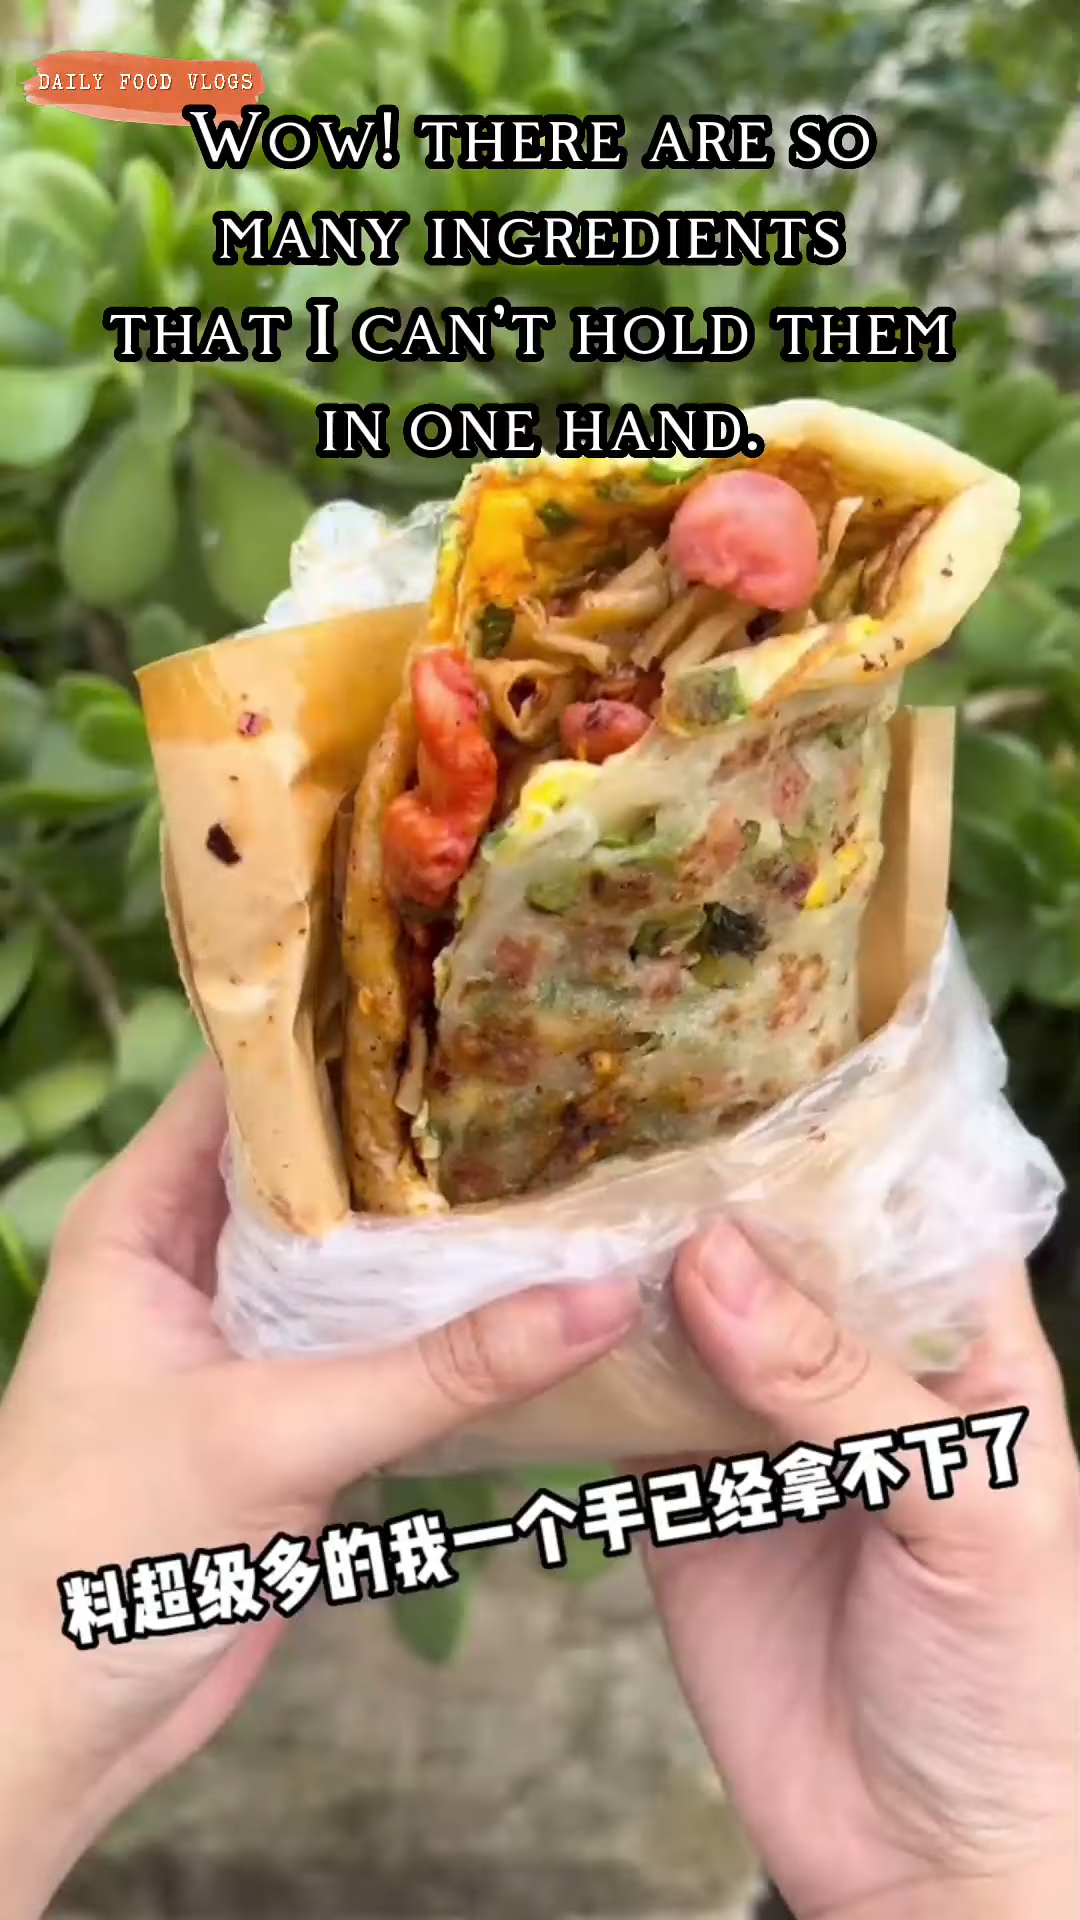 DAILY FOOD VLOGS
Wow! there are so
many ingredients
that I can't hold them
in one hand.
料超级多的我一个手已经拿不下了